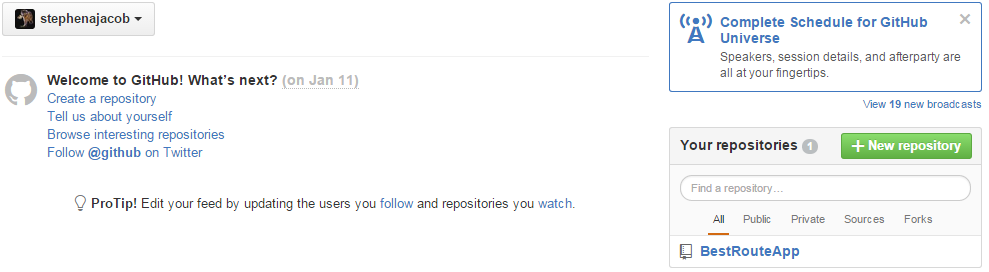 stephenajacob
Welcome to GitHub! What's next? (on Jan 11)
Create a repository
Tell us about yourself
Browse interesting repositories
Follow @github on Twitter
ProTip! Edit your feed by updating the users you follow and repositories you watch.
Complete Schedule for GitHub
Universe
Speakers, session details, and afterparty are
all at your fingertips.
View 19 new broadcasts
Your repositories 1
New repository
Find a repository…
All Public Private Sources Forks
BestRouteApp